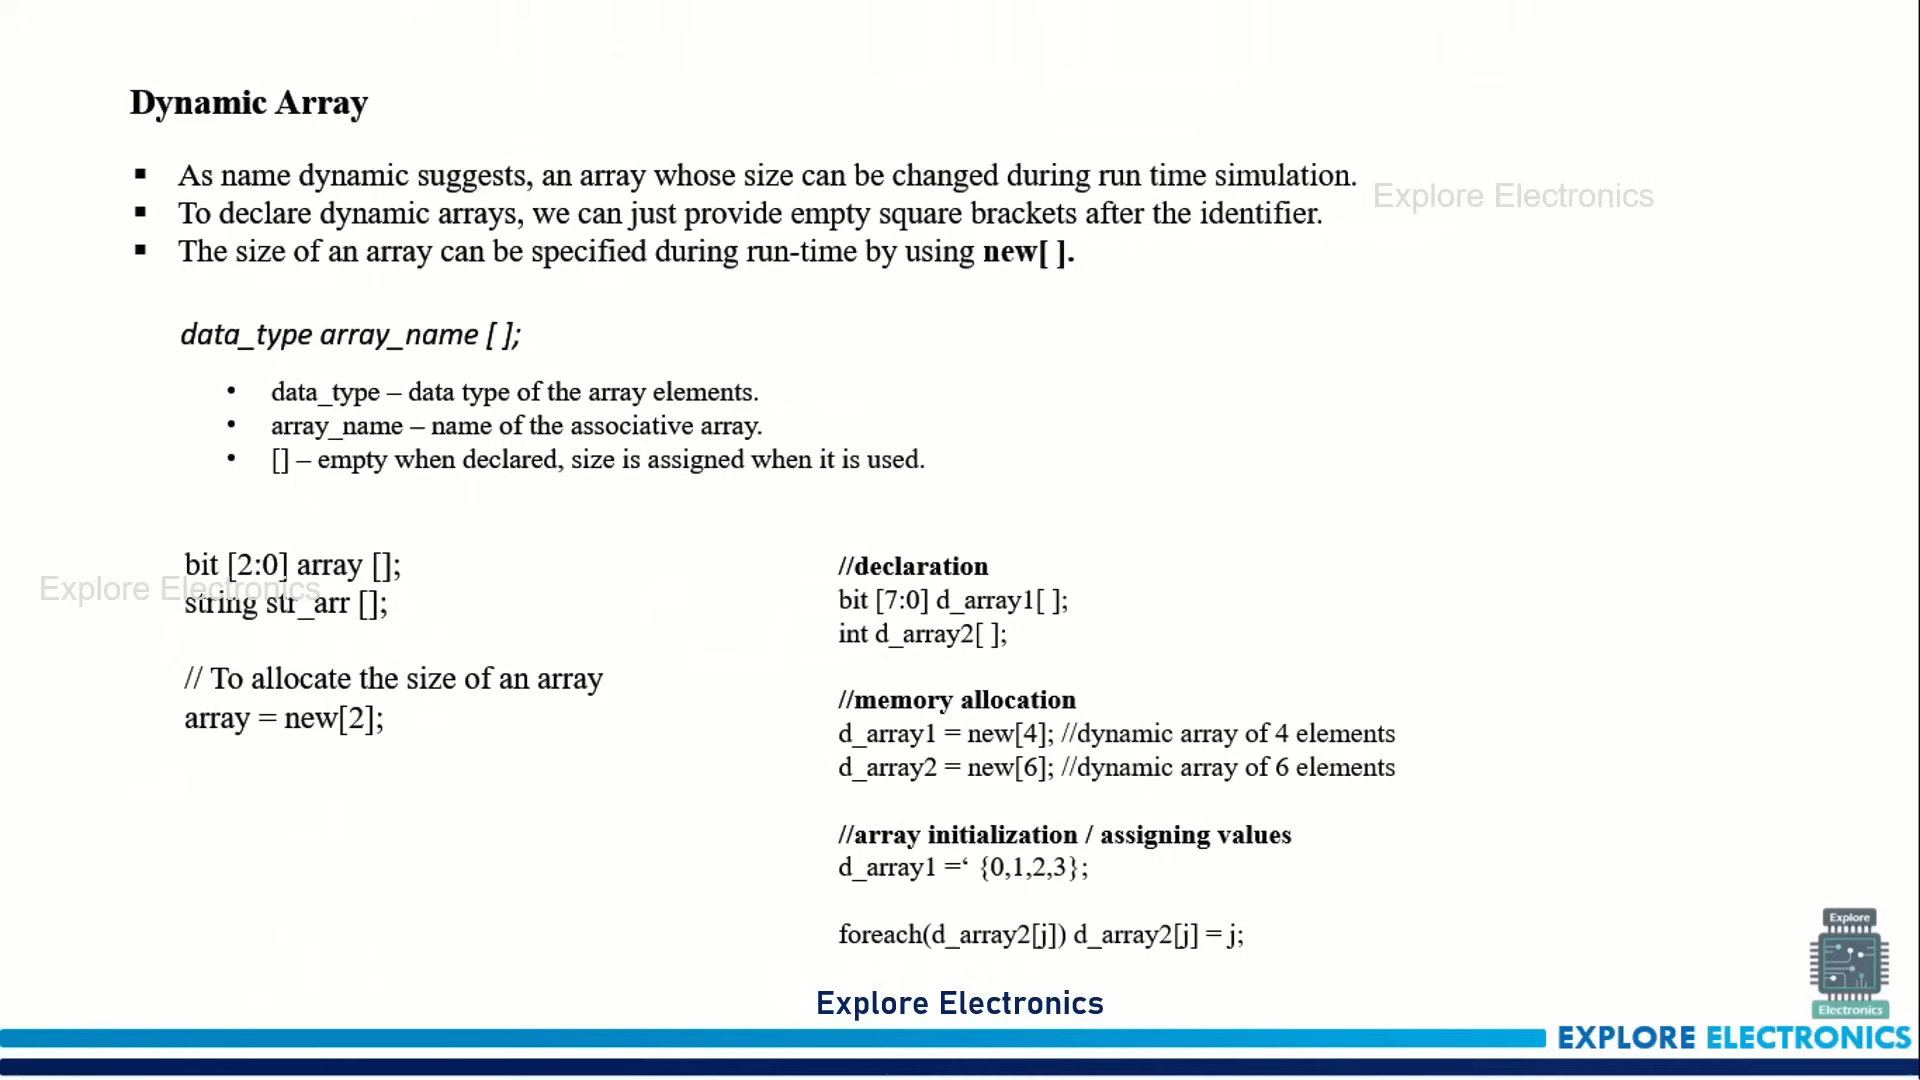 Dynamic Array
▪ As name dynamic suggests, an array whose size can be changed during run time simulation.
Explore Electronics
▪ To declare dynamic arrays, we can just provide empty square brackets after the identifier.
▪ The size of an array can be specified during run-time by using new[ ].
data_type array_name [ ];
• data_type – data type of the array elements.
• array_name – name of the associative array.
• [] – empty when declared, size is assigned when it is used.
bit [2:0] array [];
Explore Electronics
string str_arr [];
// To allocate the size of an array
array = new[2];
//declaration
bit [7:0] d_array1[ ];
int d_array2[ ];
//memory allocation
d_array1 = new[4]; //dynamic array of 4 elements
d_array2 = new[6]; //dynamic array of 6 elements
//array initialization / assigning values
d_array1 =‘ {0,1,2,3};
foreach(d_array2[j]) d_array2[j] = j;
Explore
Electronics
Explore Electronics
EXPLORE ELECTRONICS